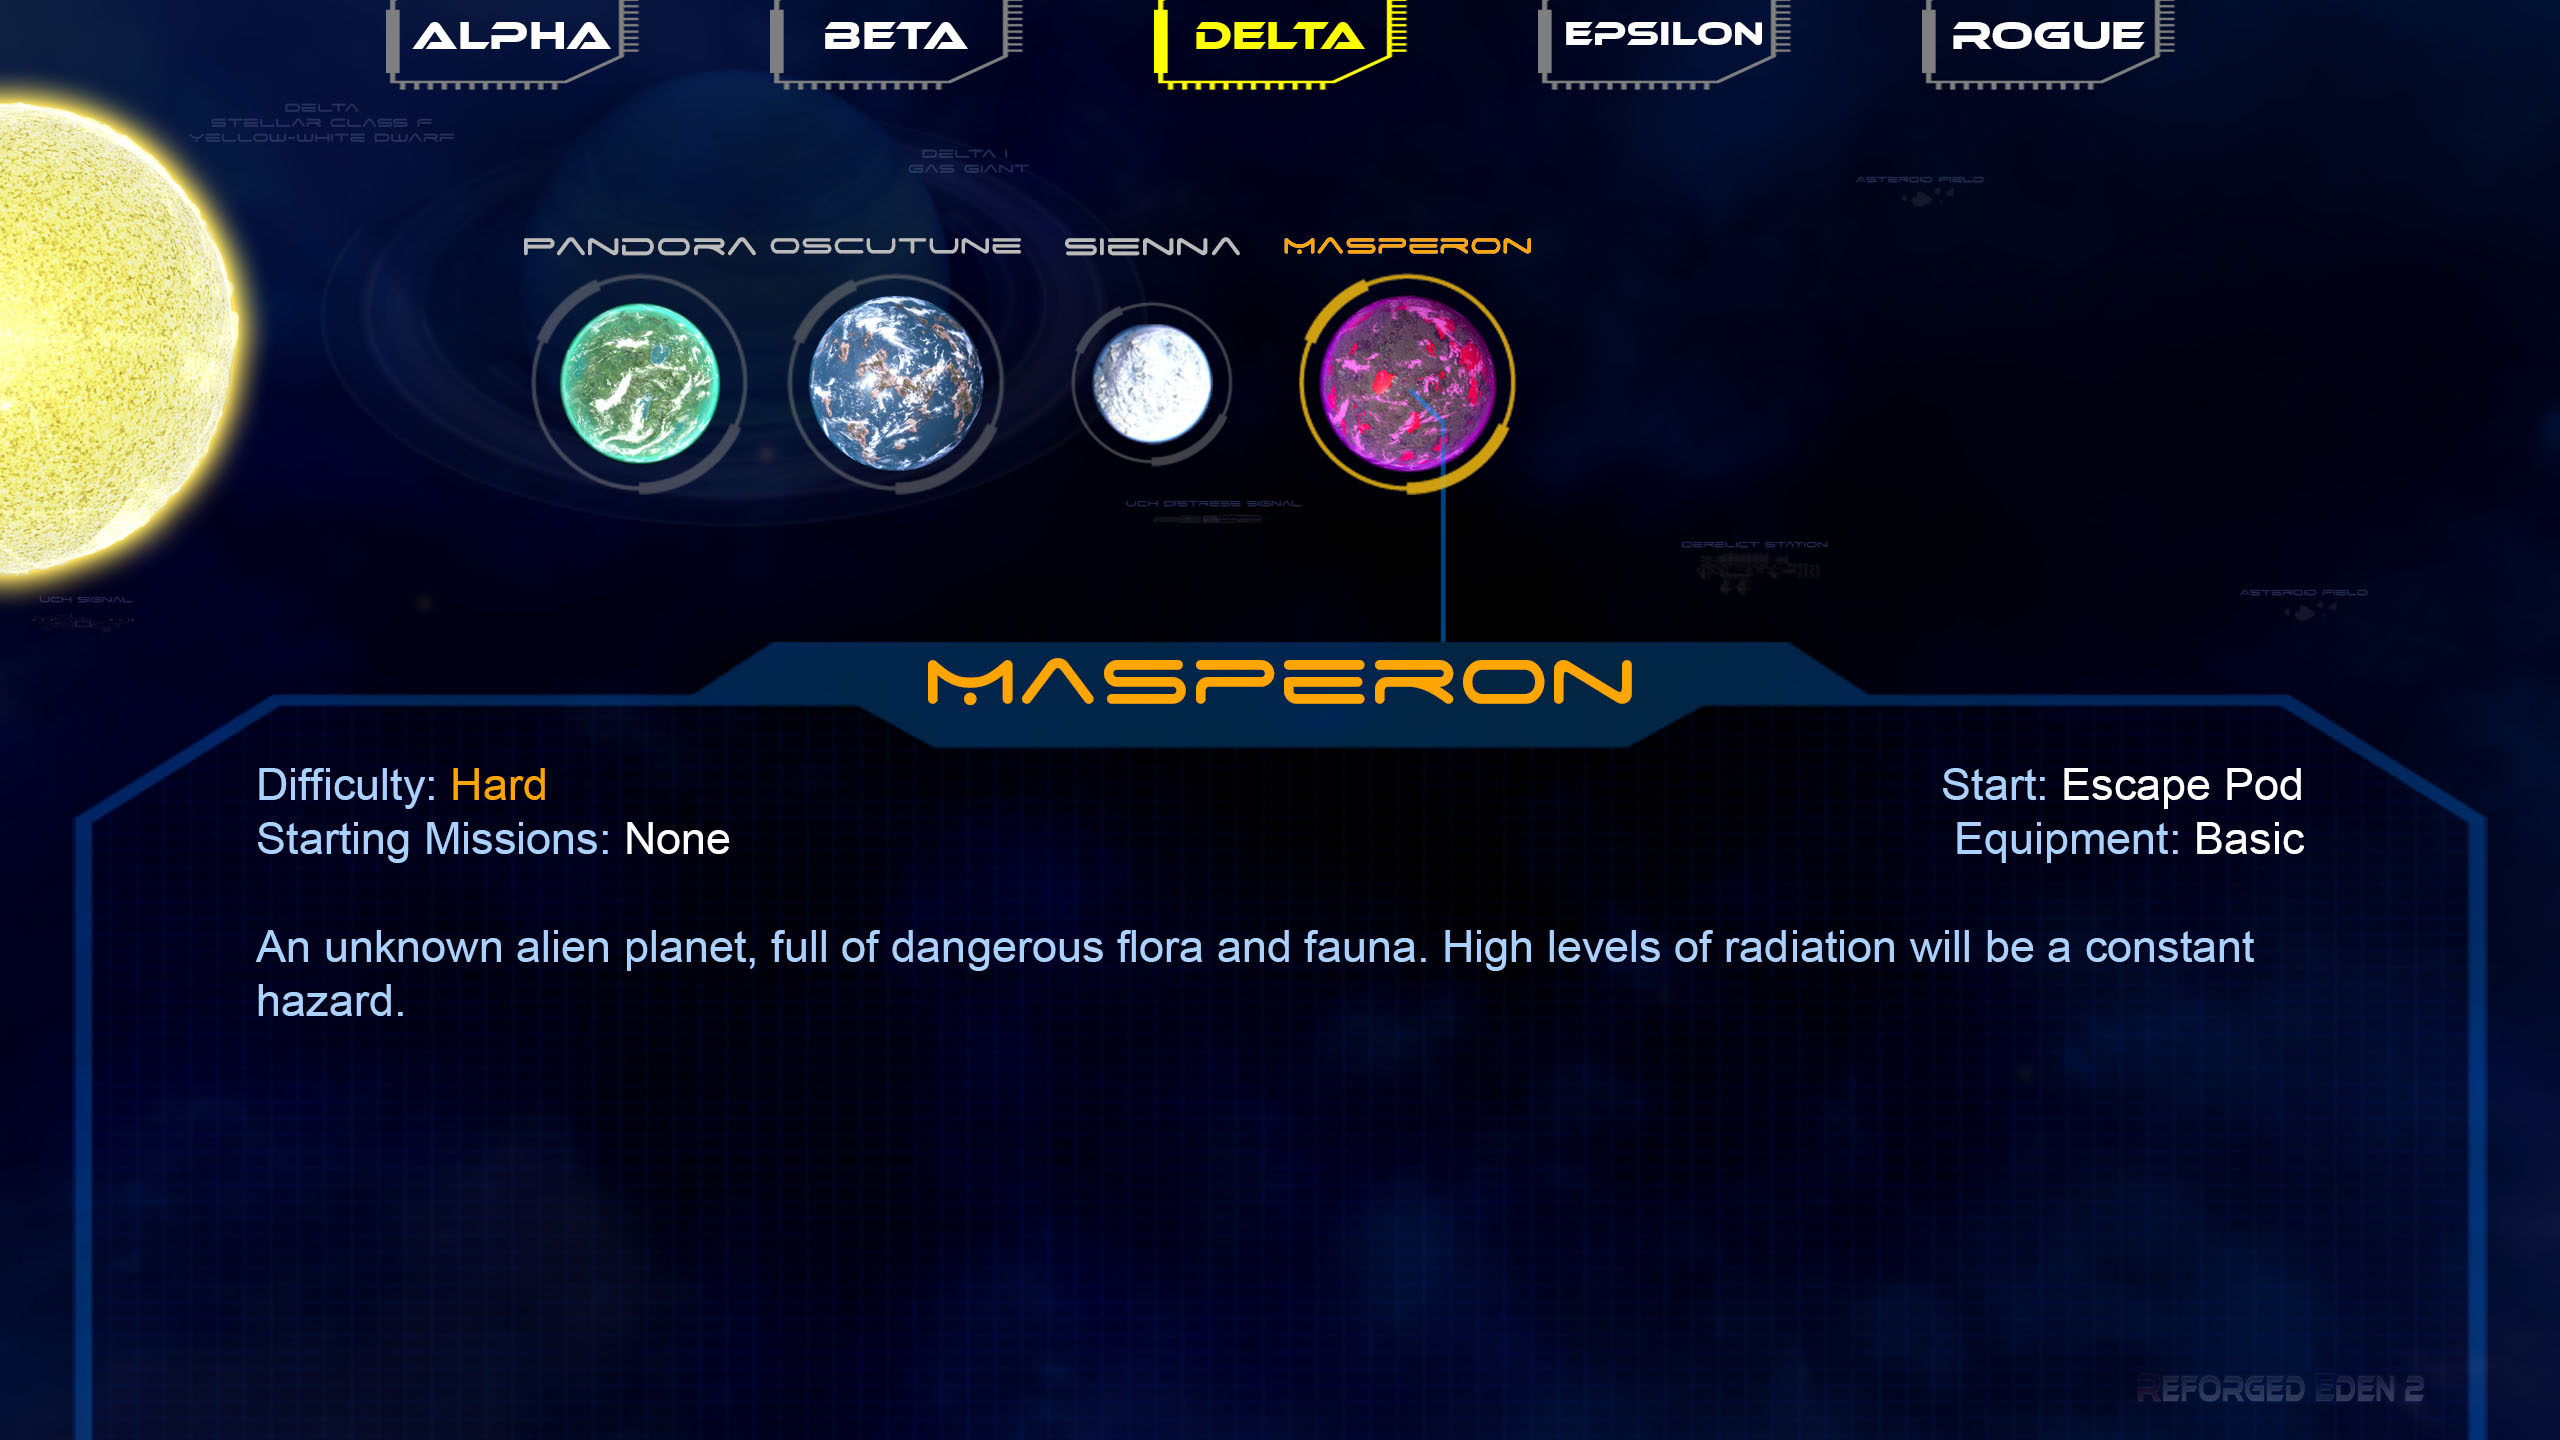 ALPHA
BETA
DELTA
EPSILON
ROGUE
DELTA
STELLAR CLASS F
YELLOW-WHITE DWARF
DELTA I
GAS GIANT
ASTEROID FIELD
PANDORA
OSCUTUNE
SIENNA
MASPERON
UCH DISTRESS SIGNAL
DERELICT STATION
UCH SIGNAL
ASTEROID FIELD
MASPERON
Difficulty: Hard
Starting Missions: None
Start: Escape Pod
Equipment: Basic
An unknown alien planet, full of dangerous flora and fauna. High levels of radiation will be a constant
hazard.
REFORGED EDEN 2